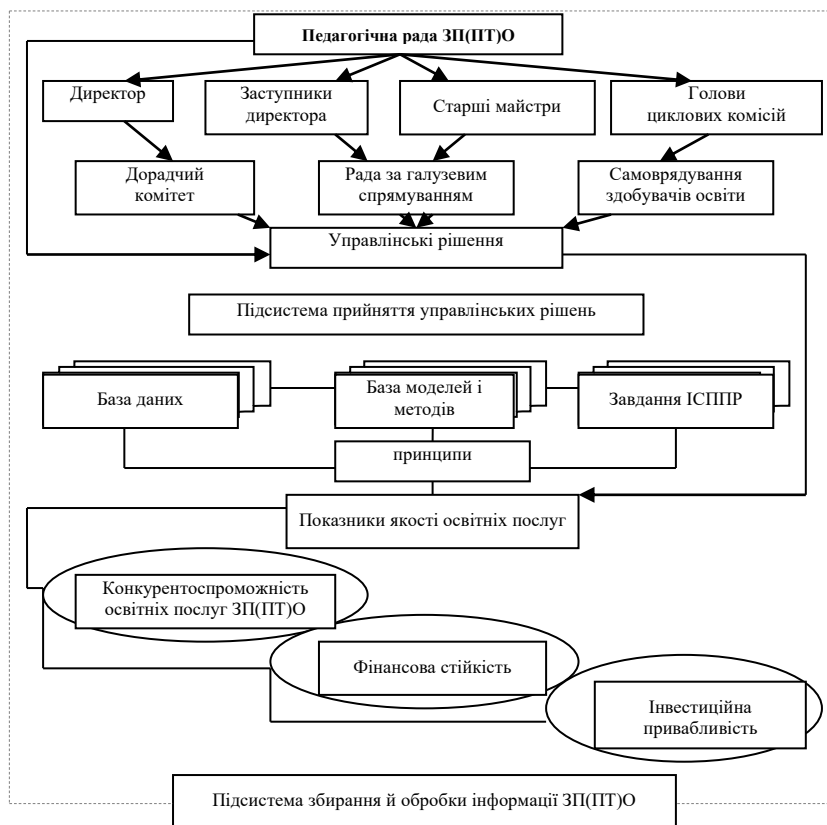 Педагогічна рада ЗП(ПТ)О
Директор
Заступники
директора
Старші майстри
Голови
циклових комісій
Дорадчий
комітет
Рада за галузевим
спрямуванням
Самоврядування
здобувачів освіти
Управлінські рішення
Підсистема прийняття управлінських рішень
База даних
База моделей і
методів
Завдання ІСППР
принципи
Показники якості освітніх послуг
Конкурентоспроможність
освітніх послуг ЗП(ПТ)О
Фінансова стійкість
Інвестиційна
привабливість
Підсистема збирання й обробки інформації ЗП(ПТ)О